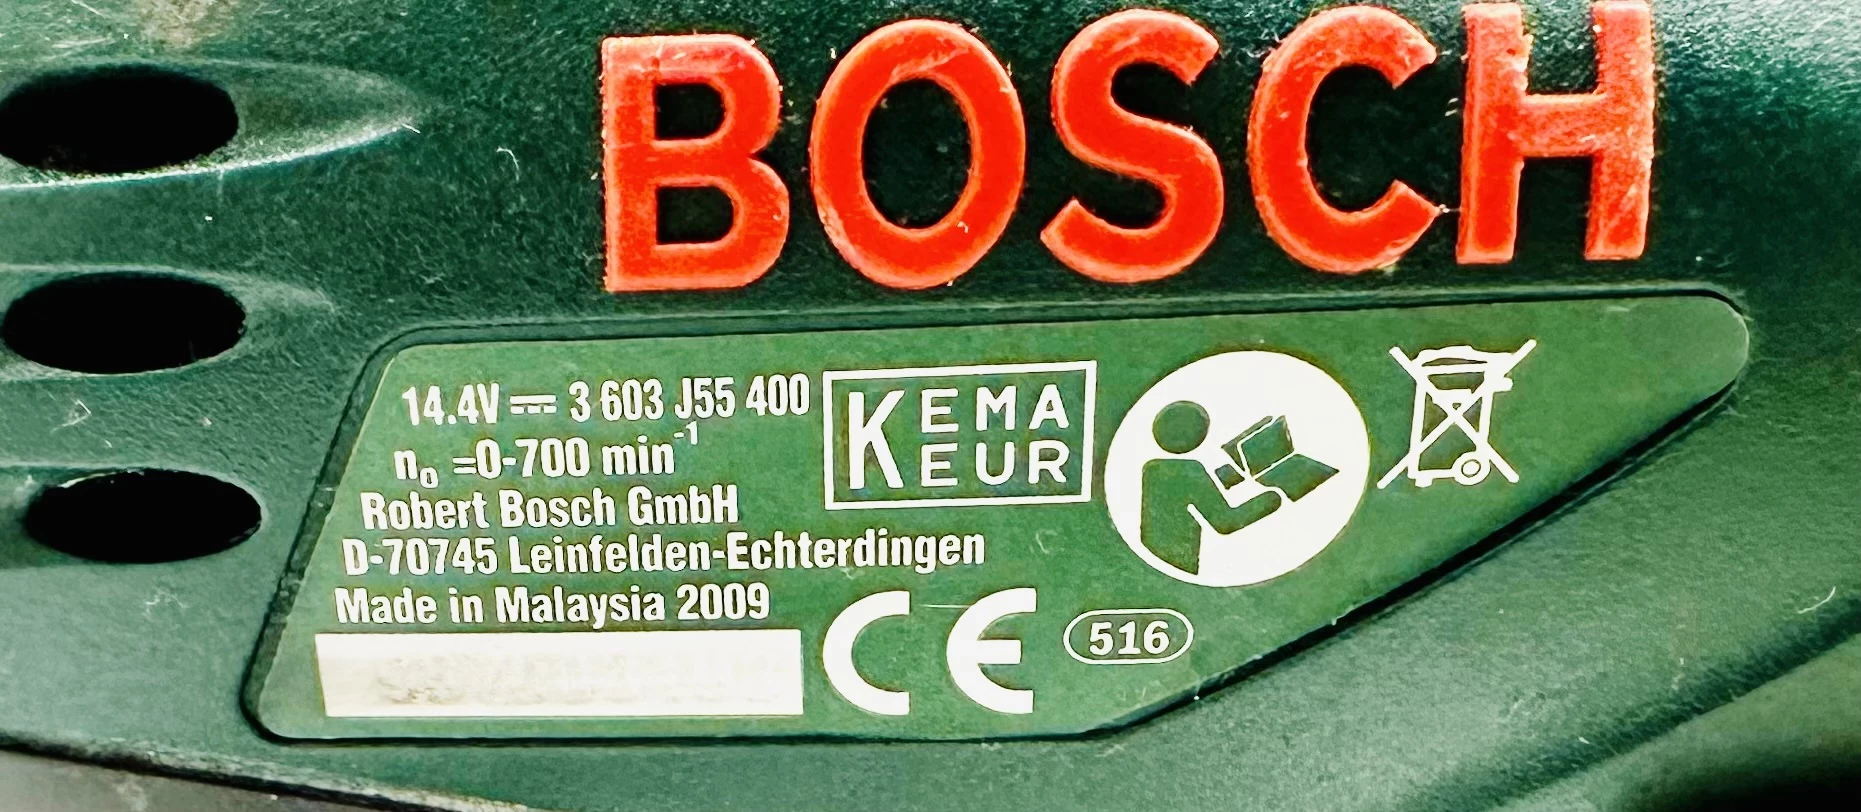 BOSCH
14.4V ⎓ 3 603 J55 400
n₀ =0-700 min⁻¹
Robert Bosch GmbH
D-70745 Leinfelden-Echterdingen
Made in Malaysia 2009
KEMA
EUR
CE
516